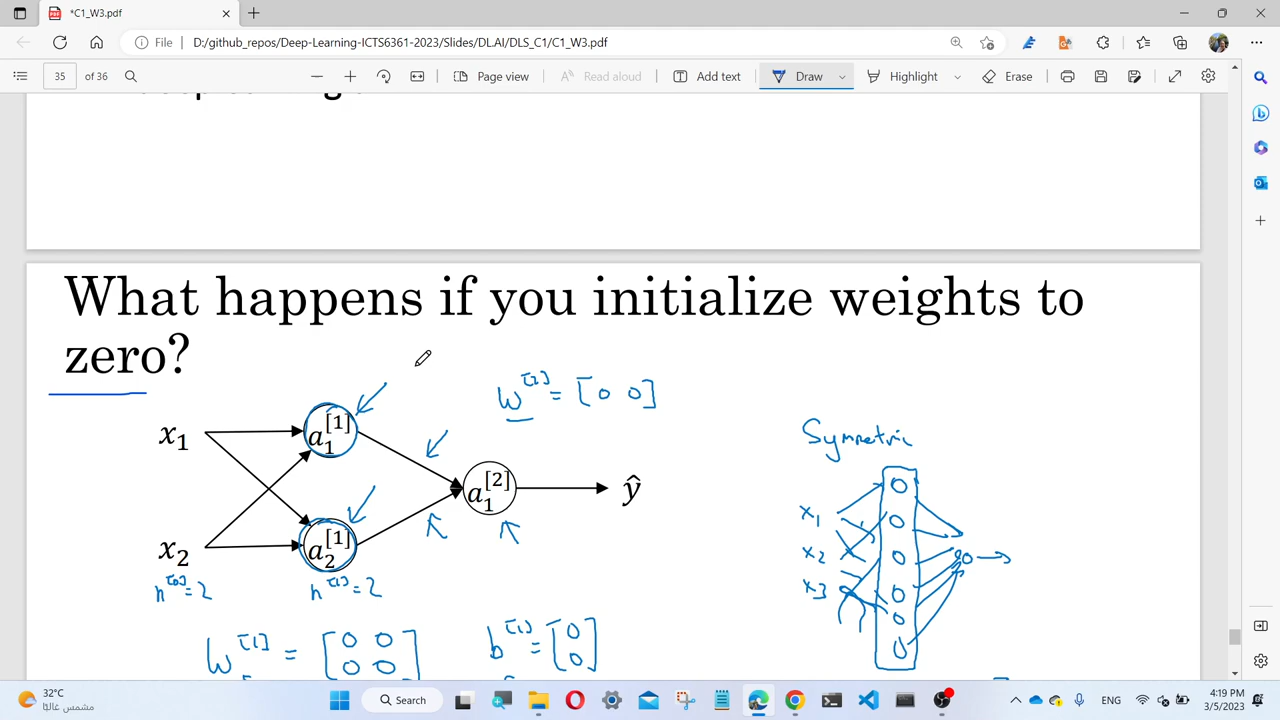 *C1_W3.pdf
File D:/github_repos/Deep-Learning-ICTS6361-2023/Slides/DL.AI/DLS_C1/C1_W3.pdf
35 of 36 Page view Read aloud Add text Draw Highlight Erase
What happens if you initialize weights to
zero?
w[2] = [0 0]
x1 a1[1]
Symmetric
a1[2] ŷ
x1
x2 a2[1]
x2
x3
n[0]=2 n[1]=2
w[1] = [0 0
0 0]
b[1] = [0
0]
32°C
مشمس غالبًا
Search
ENG
4:19 PM
3/5/2023